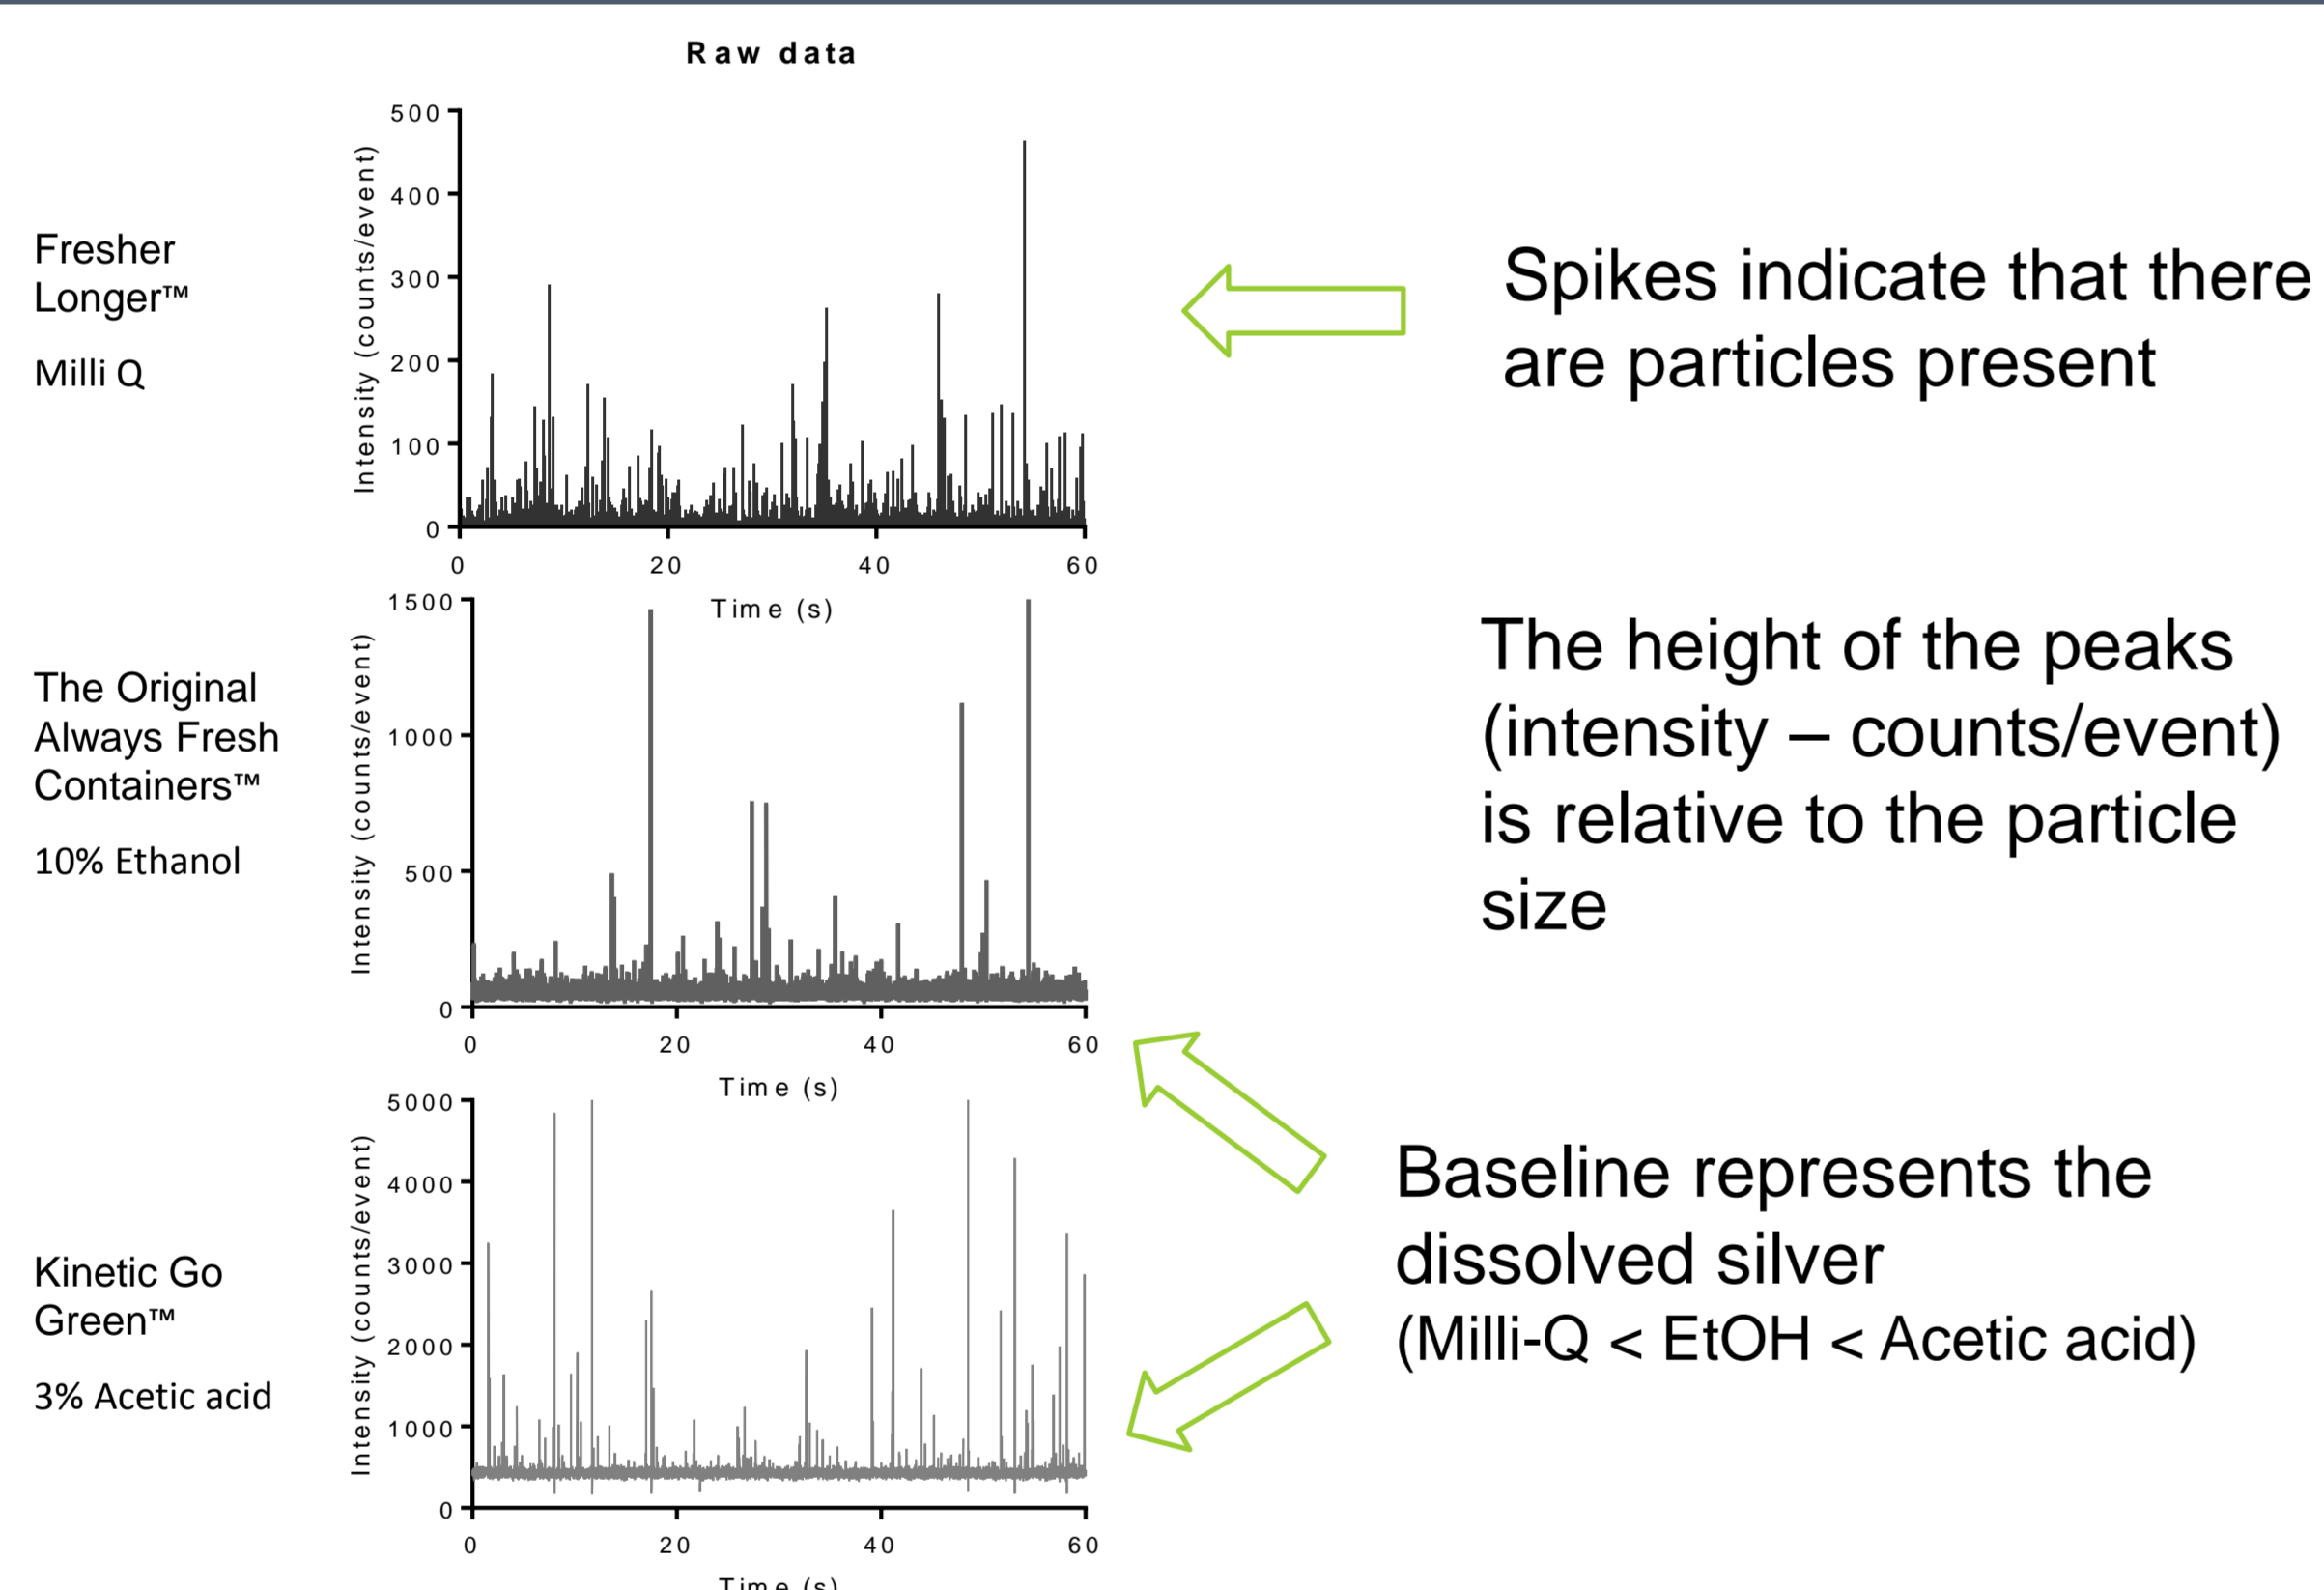 Raw data
Fresher
Longer™
Milli Q
Intensity (counts/event)
500
400
300
200
100
0
0
20
40
60
Time (s)
Spikes indicate that there
are particles present
The Original
Always Fresh
Containers™
10% Ethanol
Intensity (counts/event)
1500
1000
500
0
0
20
40
60
Time (s)
The height of the peaks
(intensity – counts/event)
is relative to the particle
size
Kinetic Go
Green™
3% Acetic acid
Intensity (counts/event)
5000
4000
3000
2000
1000
0
0
20
40
60
Time (s)
Baseline represents the
dissolved silver
(Milli-Q < EtOH < Acetic acid)